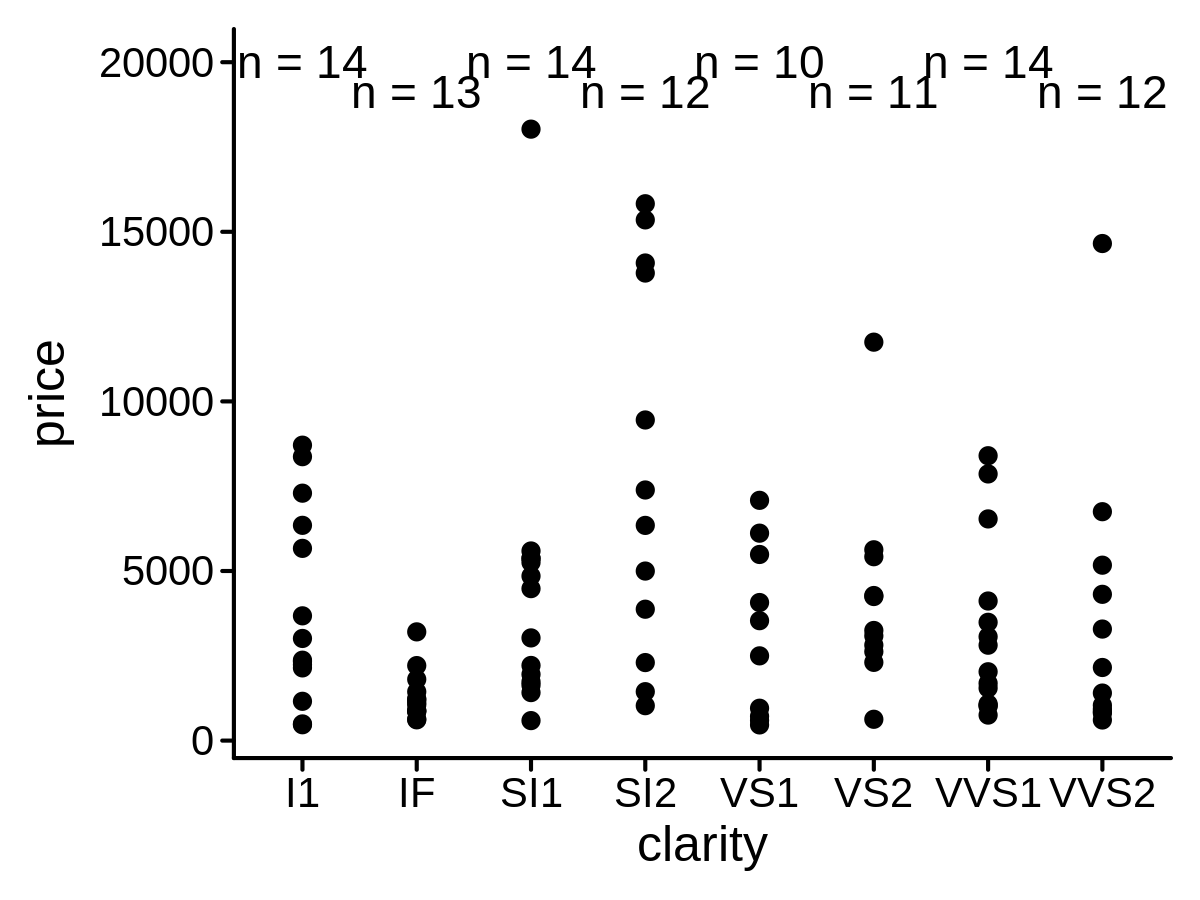 20000
n = 14
n = 14
n = 10
n = 14
n = 13
n = 12
n = 11
n = 12
15000
10000
5000
0
price
I1
IF
SI1
SI2
VS1
VS2
VVS1
VVS2
clarity